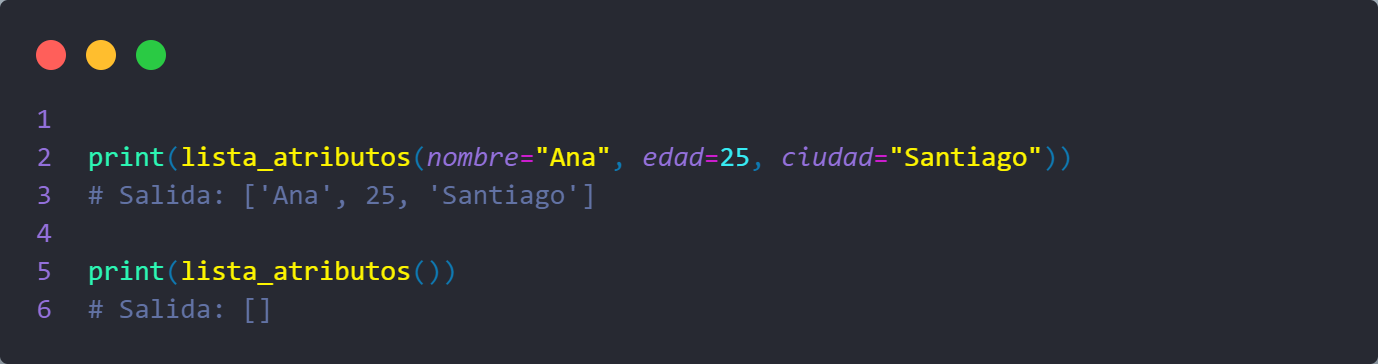 1
2 print(lista_atributos(nombre="Ana", edad=25, ciudad="Santiago"))
3 # Salida: ['Ana', 25, 'Santiago']
4
5 print(lista_atributos())
6 # Salida: []